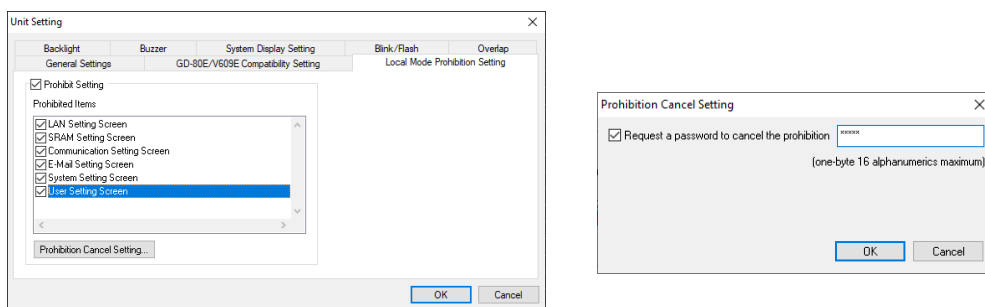 Unit Setting
Backlight Buzzer System Display Setting Blink/Flash Overlap
General Settings GD-80E/V609E Compatibility Setting Local Mode Prohibition Setting
Prohibit Setting
Prohibited Items
LAN Setting Screen
SRAM Setting Screen
Communication Setting Screen
E-Mail Setting Screen
System Setting Screen
User Setting Screen
Prohibition Cancel Setting...
OK Cancel
Prohibition Cancel Setting
Request a password to cancel the prohibition *****
(one-byte 16 alphanumerics maximum)
OK Cancel